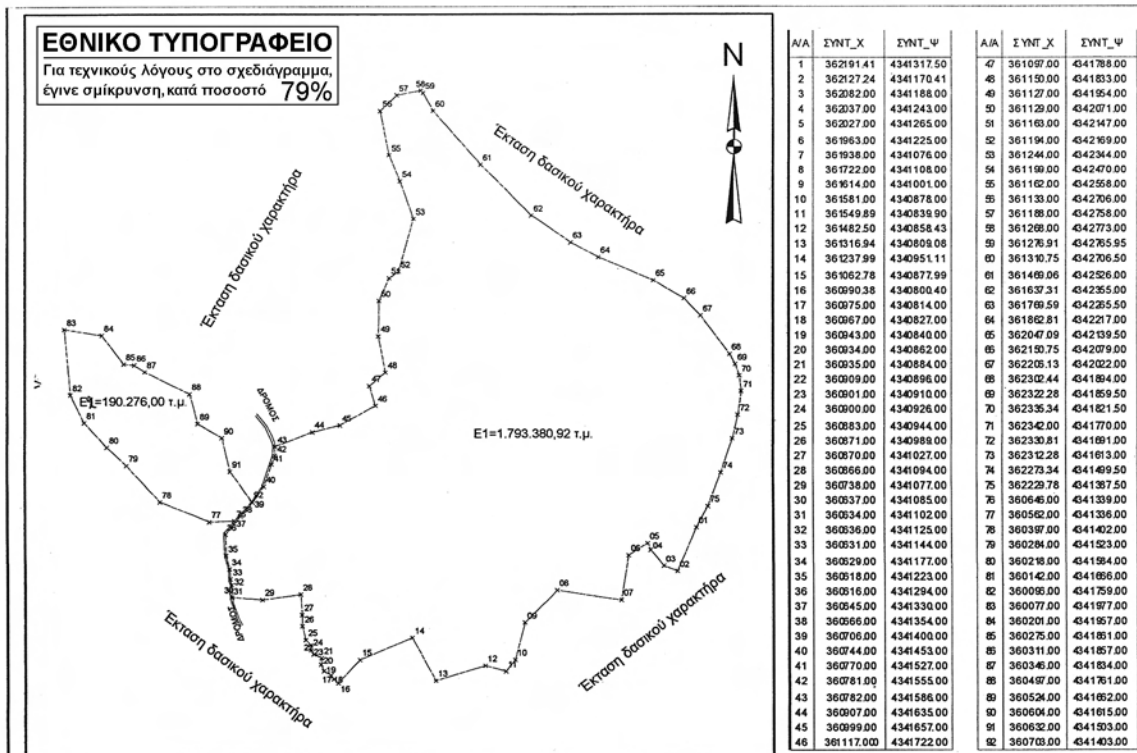 ΕΘΝΙΚΟ ΤΥΠΟΓΡΑΦΕΙΟ
Για τεχνικούς λόγους στο σχεδιάγραμμα,
έγινε σμίκρυνση, κατά ποσοστό 79%
N
Έκταση δασικού χαρακτήρα
Έκταση δασικού χαρακτήρα
Έκταση δασικού χαρακτήρα
Έκταση δασικού χαρακτήρα
ΔΡΟΜΟΣ
ΔΡΟΜΟΣ
=190.276,00 τ.μ.
E1=1.793.380,92 τ.μ.
Α/Α ΣΥΝΤ_Χ ΣΥΝΤ_Ψ
1 362191.41 4341317.50
2 362127.24 4341170.41
3 362082.00 4341188.00
4 362037.00 4341243.00
5 362027.00 4341265.00
6 361963.00 4341225.00
7 361938.00 4341076.00
8 361722.00 4341108.00
9 361614.00 4341001.00
10 361581.00 4340878.00
11 361549.89 4340839.90
12 361482.50 4340858.43
13 361316.94 4340809.08
14 361237.99 4340951.11
15 361062.78 4340877.99
16 360990.38 4340800.40
17 360975.00 4340814.00
18 360967.00 4340827.00
19 360943.00 4340840.00
20 360934.00 4340862.00
21 360935.00 4340884.00
22 360909.00 4340896.00
23 360901.00 4340910.00
24 360900.00 4340926.00
25 360883.00 4340944.00
26 360871.00 4340989.00
27 360870.00 4341027.00
28 360866.00 4341094.00
29 360738.00 4341077.00
30 360637.00 4341085.00
31 360634.00 4341102.00
32 360636.00 4341125.00
33 360631.00 4341144.00
34 360629.00 4341177.00
35 360618.00 4341223.00
36 360616.00 4341294.00
37 360645.00 4341330.00
38 360666.00 4341354.00
39 360706.00 4341400.00
40 360744.00 4341453.00
41 360770.00 4341527.00
42 360781.00 4341555.00
43 360782.00 4341586.00
44 360907.00 4341635.00
45 360999.00 4341657.00
46 361117.000 4341722.00
Α/Α ΣΥΝΤ_Χ ΣΥΝΤ_Ψ
47 361097.00 4341788.00
48 361150.00 4341833.00
49 361127.00 4341954.00
50 361129.00 4342071.00
51 361163.00 4342147.00
52 361194.00 4342169.00
53 361244.00 4342344.00
54 361199.00 4342470.00
55 361162.00 4342558.00
56 361133.00 4342706.00
57 361188.00 4342758.00
58 361268.00 4342773.00
59 361276.91 4342765.95
60 361310.75 4342706.50
61 361469.06 4342526.00
62 361637.31 4342355.00
63 361769.59 4342265.50
64 361862.81 4342217.00
65 362047.09 4342139.50
66 362150.75 4342079.00
67 362205.13 4342022.00
68 362302.44 4341894.00
69 362322.28 4341859.50
70 362335.34 4341821.50
71 362342.00 4341770.00
72 362330.81 4341691.00
73 362312.28 4341613.00
74 362273.34 4341499.50
75 362229.78 4341387.50
76 360646.00 4341339.00
77 360562.00 4341336.00
78 360397.00 4341402.00
79 360284.00 4341523.00
80 360218.00 4341584.00
81 360142.00 4341666.00
82 360096.00 4341759.00
83 360077.00 4341977.00
84 360201.00 4341957.00
85 360275.00 4341861.00
86 360311.00 4341857.00
87 360346.00 4341834.00
88 360497.00 4341761.00
89 360524.00 4341662.00
90 360604.00 4341615.00
91 360632.00 4341503.00
92 360703.00 4341403.00